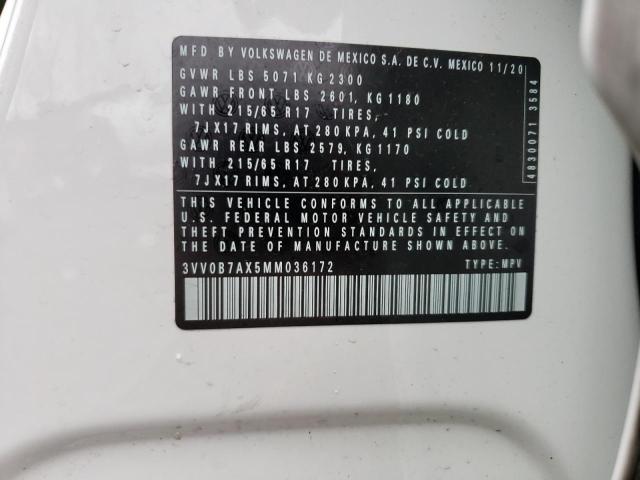 MFD BY VOLKSWAGEN DE MEXICO S.A. DE C.V. MEXICO 11/20
GVWR LBS 5071 KG 2300
GAWR FRONT LBS 2601, KG 1180
WITH 215/65 R17 TIRES,
7JX17 RIMS, AT 280 KPA, 41 PSI COLD
GAWR REAR LBS 2579, KG 1170
WITH 215/65 R17 TIRES,
7JX17 RIMS, AT 280 KPA, 41 PSI COLD
THIS VEHICLE CONFORMS TO ALL APPLICABLE
U.S. FEDERAL MOTOR VEHICLE SAFETY AND
THEFT PREVENTION STANDARDS IN EFFECT ON
THE DATE OF MANUFACTURE SHOWN ABOVE.
3VV0B7AX5MM036172 TYPE: MPV
4830071 3584